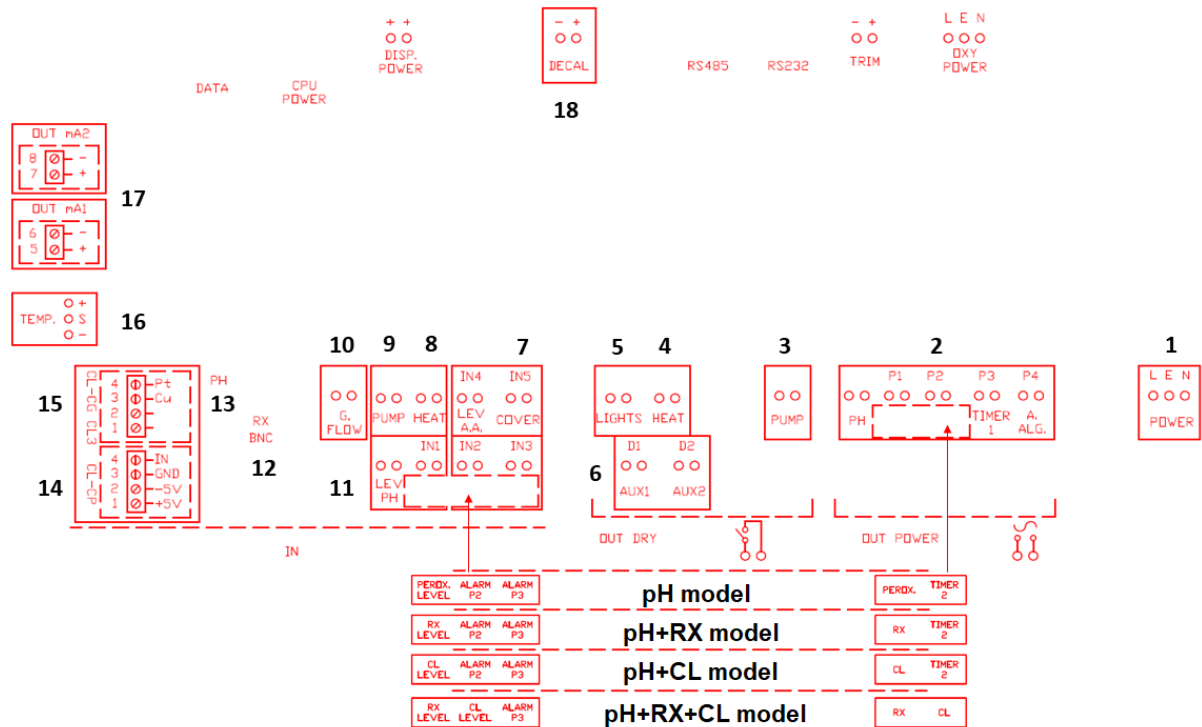 + +
DISP.
POWER
- +
DECAL
18
RS485
RS232
- +
TRIM
L E N
OXY
POWER
DATA
CPU
POWER
OUT mA2
8 -
7 +
17
OUT mA1
6 -
5 +
TEMP.
+
S
-
16
15
CL-CG CL3
4 Pt
3 Cu
2
1
PH
13
RX
BNC
12
14
CL-CP
4 IN
3 GND
2 -5V
1 +5V
10
G.
FLOW
9
PUMP
8
HEAT
7
IN4
LEV
A.A.
IN5
COVER
11
LEV
PH
IN1
IN2
IN3
5
LIGHTS
4
HEAT
6
D1
AUX1
D2
AUX2
3
PUMP
2
PH
P1
P2
P3
TIMER
1
P4
A.
ALG.
1
L E N
POWER
IN
OUT DRY
OUT POWER
PEROX.
LEVEL
ALARM
P2
ALARM
P3
pH model
PEROX.
TIMER
2
RX
LEVEL
ALARM
P2
ALARM
P3
pH+RX model
RX
TIMER
2
CL
LEVEL
ALARM
P2
ALARM
P3
pH+CL model
CL
TIMER
2
RX
LEVEL
CL
LEVEL
ALARM
P3
pH+RX+CL model
RX
CL